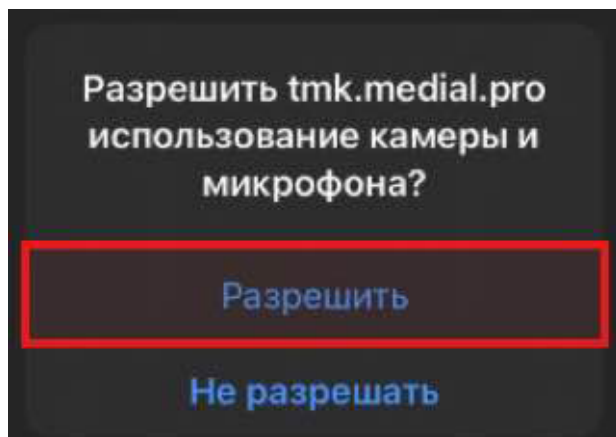 Разрешить tmk.medial.pro
использование камеры и
микрофона?
Разрешить
Не разрешать